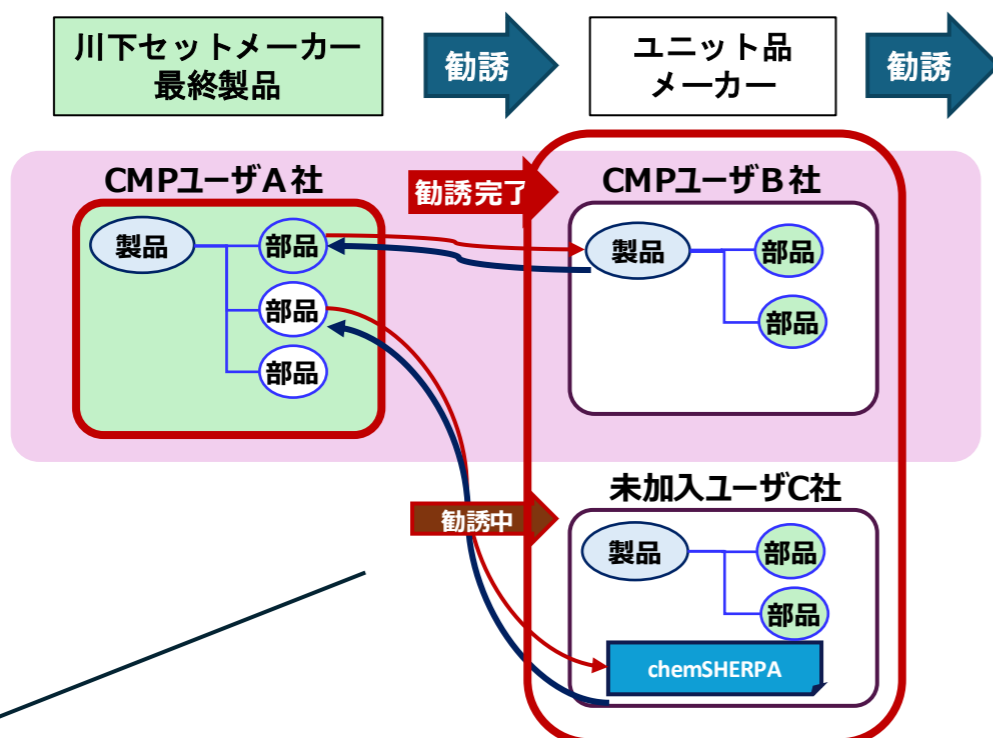 川下セットメーカー
最終製品
勧誘
ユニット品
メーカー
勧誘
CMPユーザA社
勧誘完了
CMPユーザB社
製品
部品
部品
部品
製品
部品
部品
未加入ユーザC社
勧誘中
製品
部品
部品
chemSHERPA